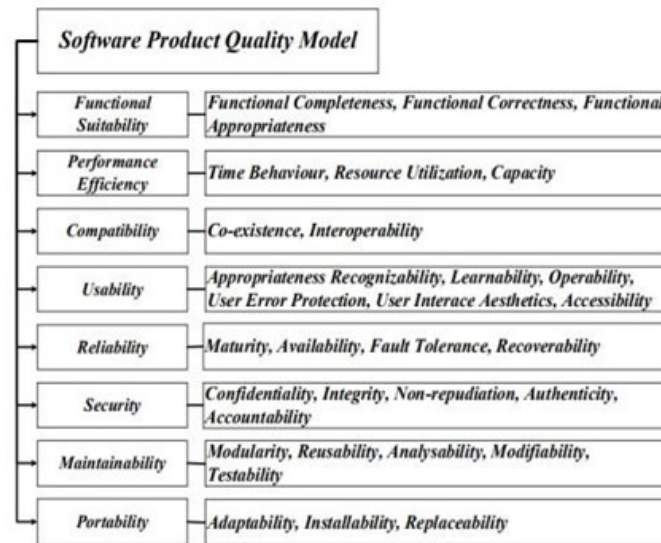 Software Product Quality Model
Functional
Suitability
Functional Completeness, Functional Correctness, Functional
Appropriateness
Performance
Efficiency
Time Behaviour, Resource Utilization, Capacity
Compatibility
Co-existence, Interoperability
Usability
Appropriateness Recognizability, Learnability, Operability,
User Error Protection, User Interace Aesthetics, Accessibility
Reliability
Maturity, Availability, Fault Tolerance, Recoverability
Security
Confidentiality, Integrity, Non-repudiation, Authenticity,
Accountability
Maintainability
Modularity, Reusability, Analysability, Modifiability,
Testability
Portability
Adaptability, Installability, Replaceability